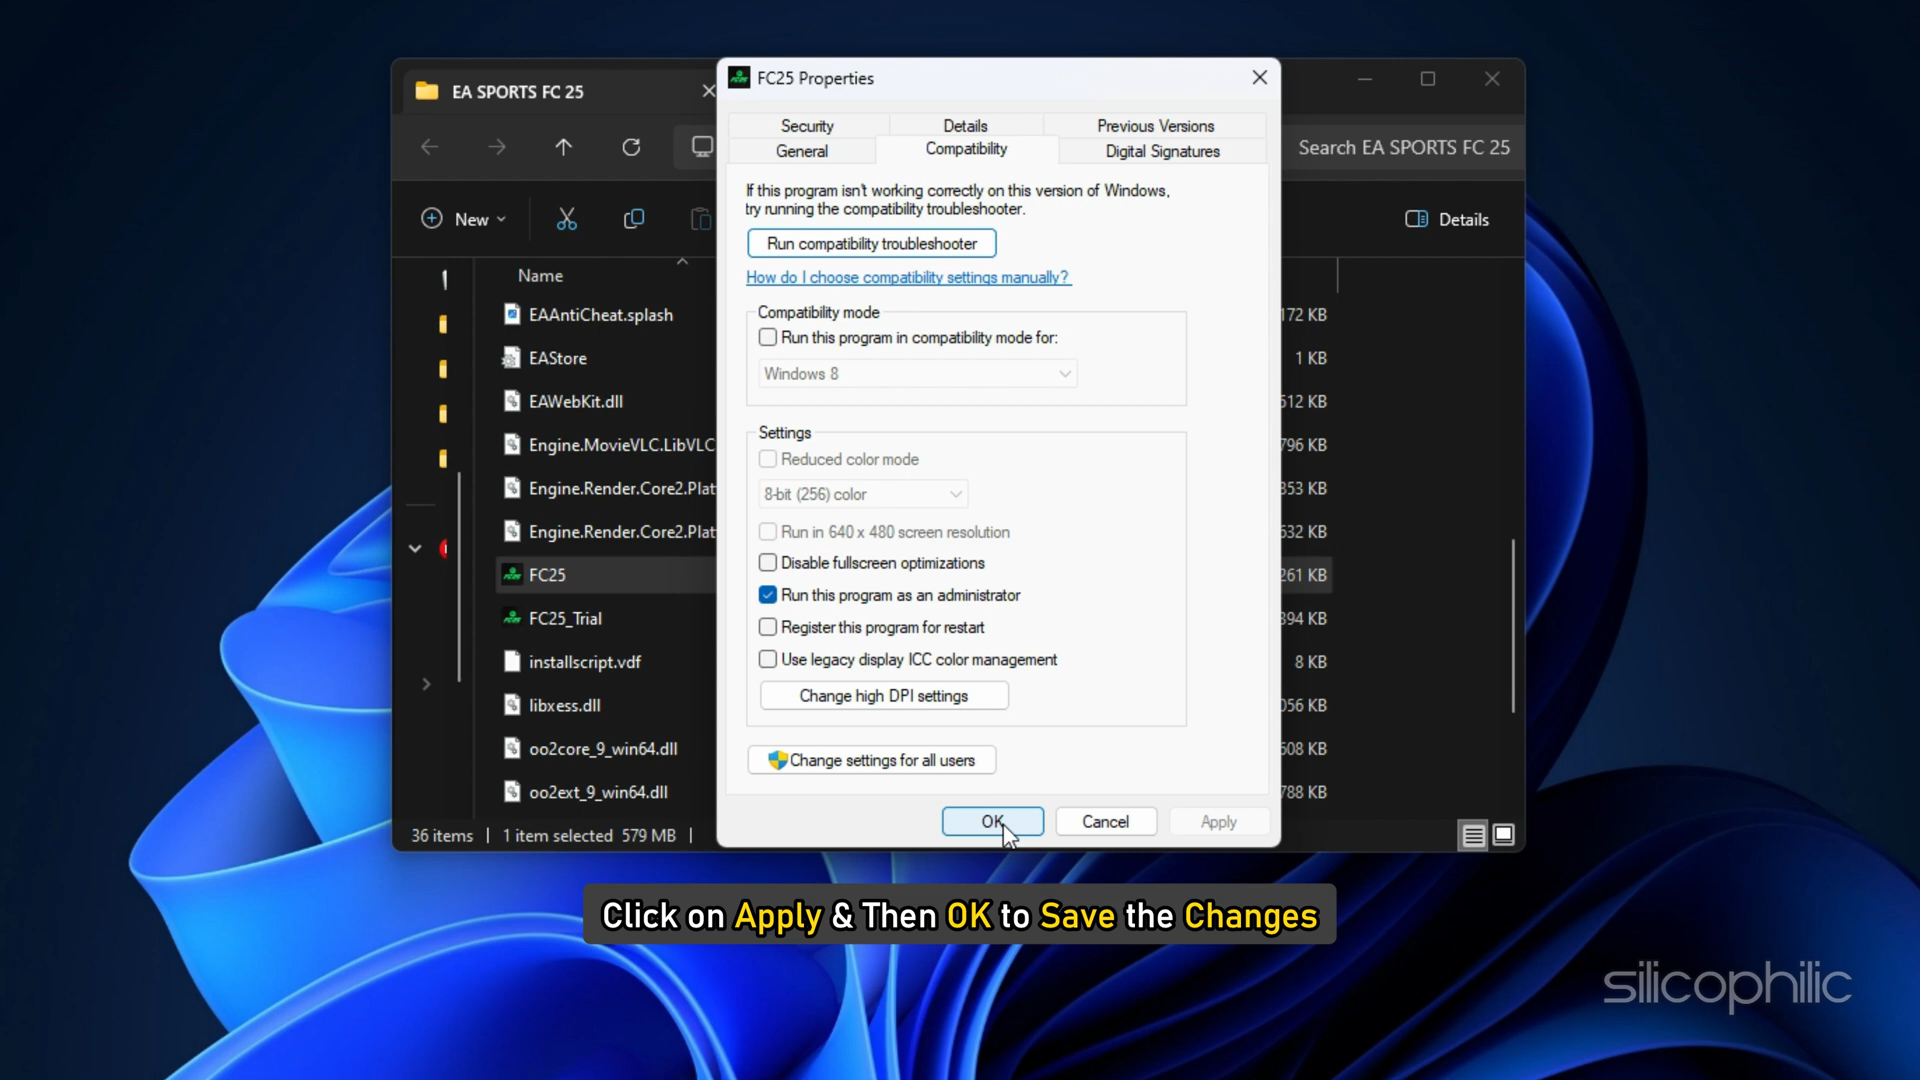 EA SPORTS FC 25
FC25 Properties
Search EA SPORTS FC 25
New
Details
Name
EAAntiCheat.splash
EAStore
EAWebKit.dll
Engine.MovieVLC.LibVLC
Engine.Render.Core2.Plat
Engine.Render.Core2.Plat
FC25
FC25_Trial
installscript.vdf
libxess.dll
oo2core_9_win64.dll
oo2ext_9_win64.dll
36 items
1 item selected 579 MB
Security
Details
Previous Versions
General
Compatibility
Digital Signatures
If this program isn't working correctly on this version of Windows,
try running the compatibility troubleshooter.
Run compatibility troubleshooter
How do I choose compatibility settings manually?
Compatibility mode
Run this program in compatibility mode for:
Windows 8
Settings
Reduced color mode
8-bit (256) color
Run in 640 x 480 screen resolution
Disable fullscreen optimizations
Run this program as an administrator
Register this program for restart
Use legacy display ICC color management
Change high DPI settings
Change settings for all users
OK
Cancel
Apply
172 KB
1 KB
512 KB
796 KB
353 KB
532 KB
261 KB
394 KB
8 KB
056 KB
608 KB
788 KB
Click on Apply & Then OK to Save the Changes
silicophilic